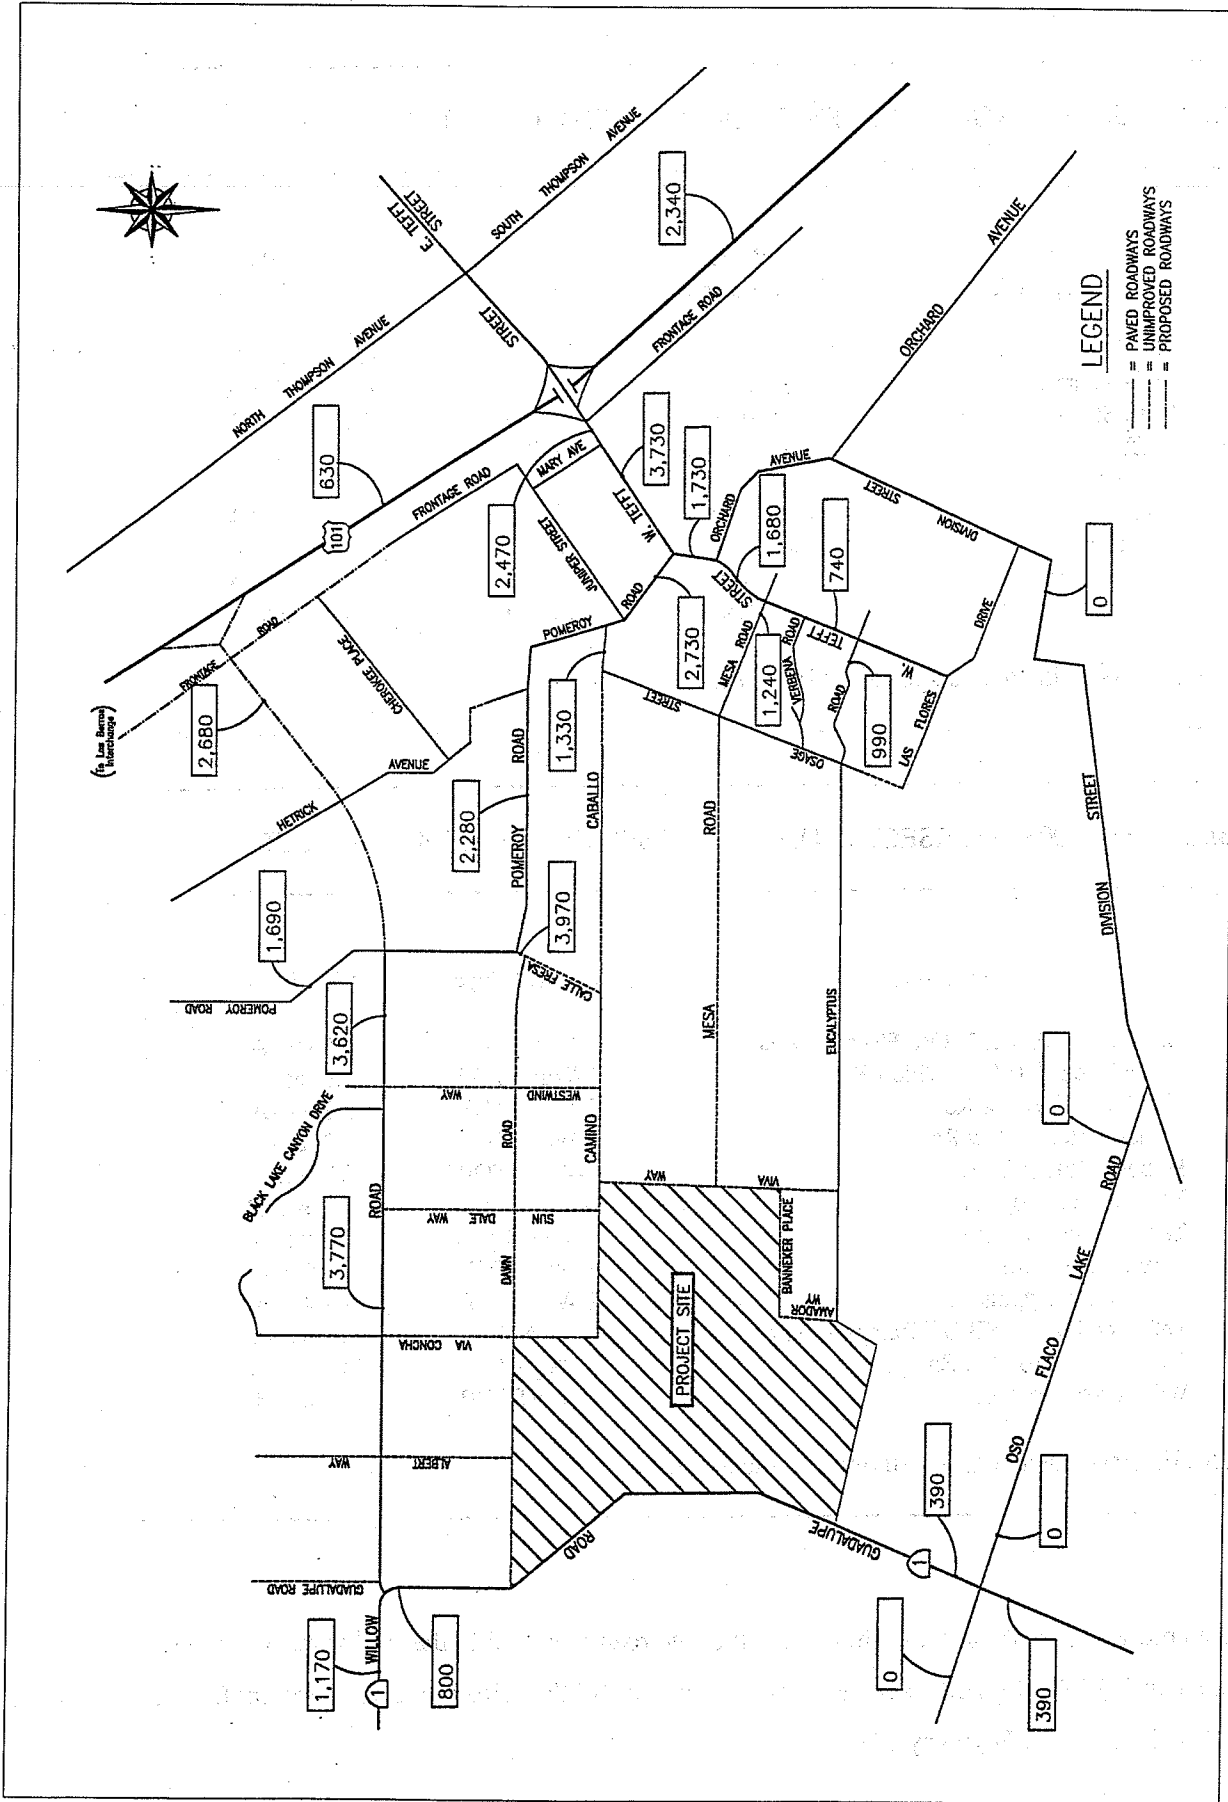 E. TEFFT
STREET
STREET
NORTH THOMPSON AVENUE
SOUTH THOMPSON AVENUE
2,340
630
101
FRONTAGE ROAD
FRONTAGE ROAD
FRONTAGE ROAD
(To Los Berros
Interchange)
2,680
2,470
MARY AVE
JUNIPER STREET
W. TEFFT
3,730
1,730
ORCHARD AVENUE
ORCHARD AVENUE
DIVISION STREET
1,680
STREET
740
TEFFT
W.
LAS FLORES DRIVE
0
CHEROKEE PLACE
HETRICK AVENUE
POMEROY ROAD
2,730
MESA ROAD
1,240
VERBENA ROAD
ROAD
990
OSAGE STREET
1,330
2,280
POMEROY ROAD
CABALLO
CAMINO
3,970
CALLE FRESA
MESA ROAD
EUCALYPTUS
DIVISION STREET
1,690
POMEROY ROAD
3,620
WESTWIND WAY
BLACK LAKE CANYON DRIVE
ROAD
3,770
SUN DALE WAY
DAWN ROAD
VIVA WAY
BANNEKER PLACE
AMADOR
WY
VIA CONCHA
ALBERT WAY
PROJECT SITE
0
OSO FLACO LAKE ROAD
0
390
1
GUADALUPE ROAD
GUADALUPE ROAD
WILLOW
1,170
1
800
0
390
LEGEND
= PAVED ROADWAYS
= UNIMPROVED ROADWAYS
= PROPOSED ROADWAYS